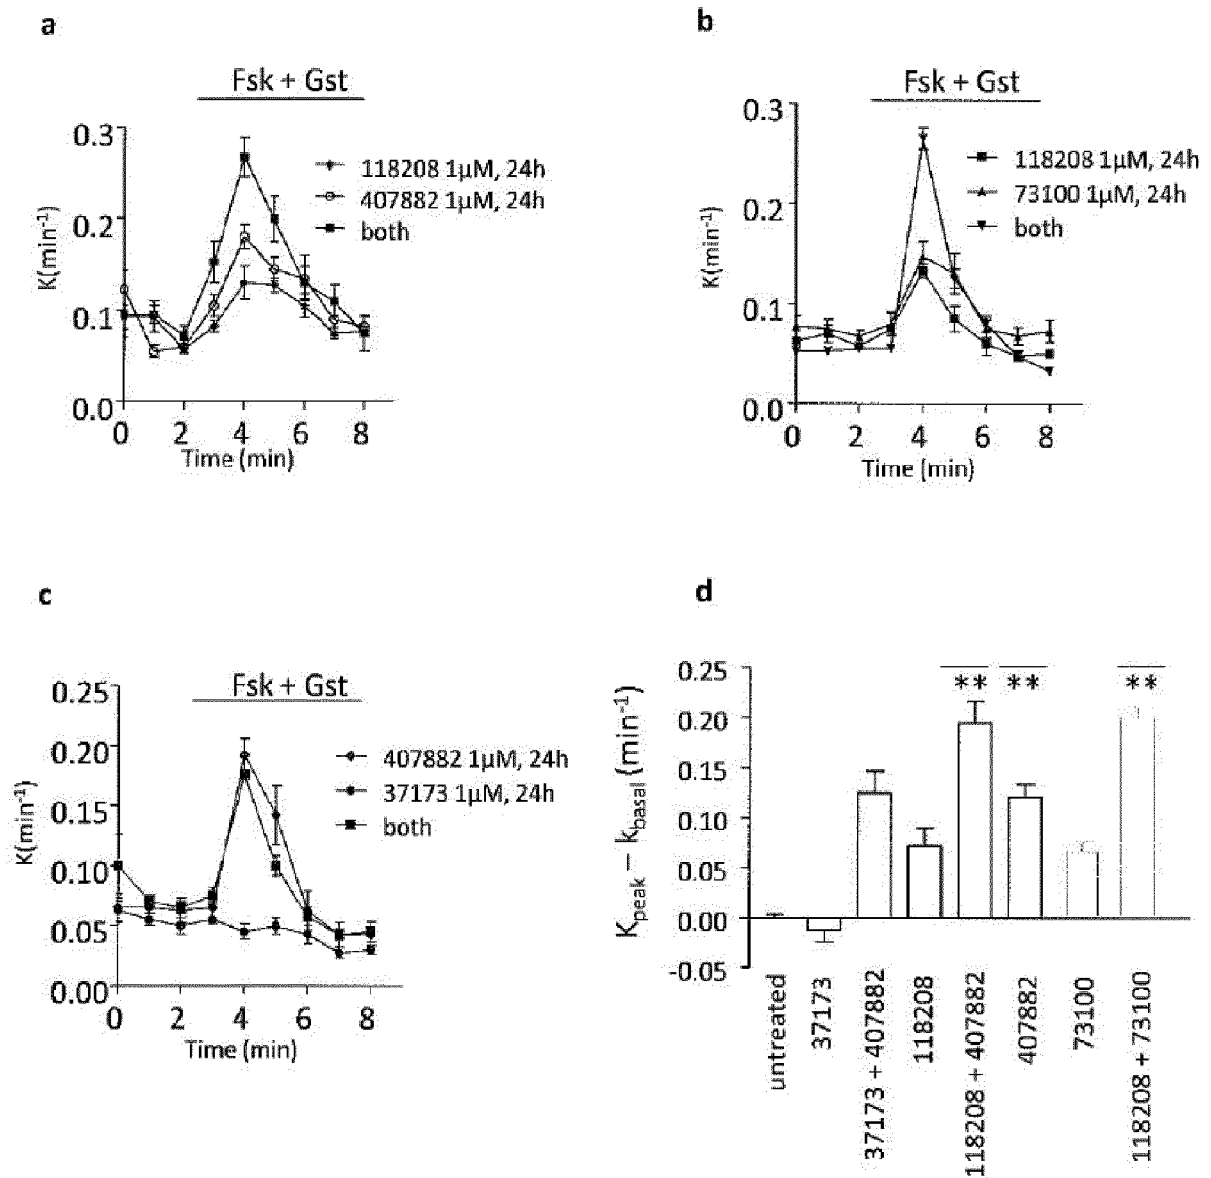 a
Fsk + Gst
0.3
0.2
0.1
0.0
K(min⁻¹)
118208 1µM, 24h
407882 1µM, 24h
both
0 2 4 6 8
Time (min)
b
Fsk + Gst
0.3
0.2
0.1
0.0
K(min⁻¹)
118208 1µM, 24h
73100 1µM, 24h
both
0 2 4 6 8
Time (min)
c
Fsk + Gst
0.25
0.20
0.15
0.10
0.05
0.00
K(min⁻¹)
407882 1µM, 24h
37173 1µM, 24h
both
0 2 4 6 8
Time (min)
d
0.25
0.20
0.15
0.10
0.05
0.00
-0.05
Kpeak – kbasal (min⁻¹)
** ** **
untreated
37173
37173 + 407882
118208
118208 + 407882
407882
73100
118208 + 73100